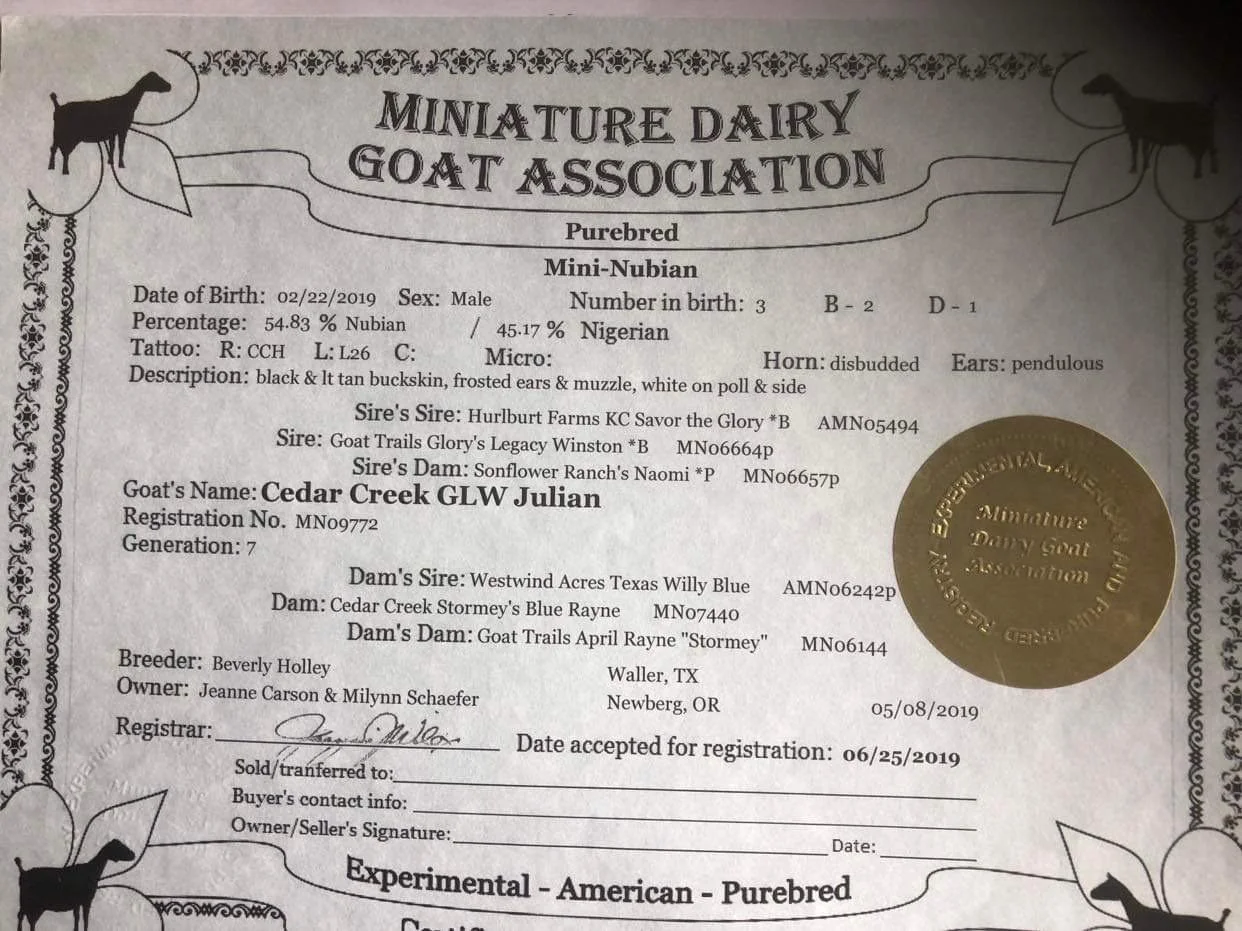 MINIATURE DAIRY
GOAT ASSOCIATION
Purebred
Mini-Nubian
Date of Birth: 02/22/2019 Sex: Male Number in birth: 3 B - 2 D - 1
Percentage: 54.83 % Nubian / 45.17 % Nigerian
Tattoo: R: CCH L: L26 C: Micro: Horn: disbudded Ears: pendulous
Description: black & lt tan buckskin, frosted ears & muzzle, white on poll & side
Sire's Sire: Hurlburt Farms KC Savor the Glory *B AMN05494
Sire: Goat Trails Glory's Legacy Winston *B MN06664p
Sire's Dam: Sonflower Ranch's Naomi *P MN06657p
Goat's Name: Cedar Creek GLW Julian
Registration No. MN09772
Generation: 7
EXPERIMENTAL, AMERICAN AND PUREBRED REGISTRY
Miniature
Dairy Goat
Association
Dam's Sire: Westwind Acres Texas Willy Blue AMN06242p
Dam: Cedar Creek Stormey's Blue Rayne MN07440
Dam's Dam: Goat Trails April Rayne "Stormey" MN06144
Breeder: Beverly Holley Waller, TX
Owner: Jeanne Carson & Milynn Schaefer Newberg, OR 05/08/2019
Registrar: Date accepted for registration: 06/25/2019
Sold/tranferred to:
Buyer's contact info:
Owner/Seller's Signature: Date:
Experimental - American - Purebred